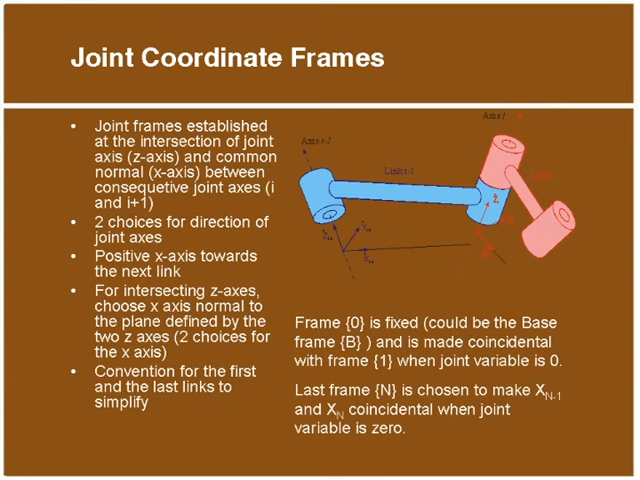 Joint Coordinate Frames
• Joint frames established
at the intersection of joint
axis (z-axis) and common
normal (x-axis) between
consequetive joint axes (i
and i+1)
• 2 choices for direction of
joint axes
• Positive x-axis towards
the next link
• For intersecting z-axes,
choose x axis normal to
the plane defined by the
two z axes (2 choices for
the x axis)
• Convention for the first
and the last links to
simplify
Axis i
Axis i-1
Link i-1
Frame {0} is fixed (could be the Base
frame {B} ) and is made coincidental
with frame {1} when joint variable is 0.
Last frame {N} is chosen to make X_{N-1}
and X_N coincidental when joint
variable is zero.